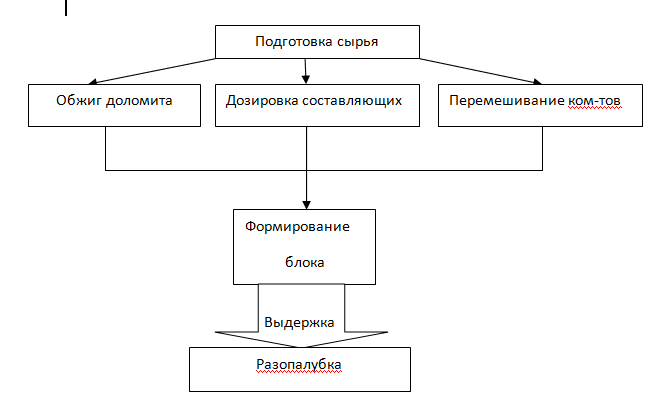 Подготовка сырья
Обжиг доломита
Дозировка составляющих
Перемешивание ком-тов
Формирование
блока
Выдержка
Разопалубка